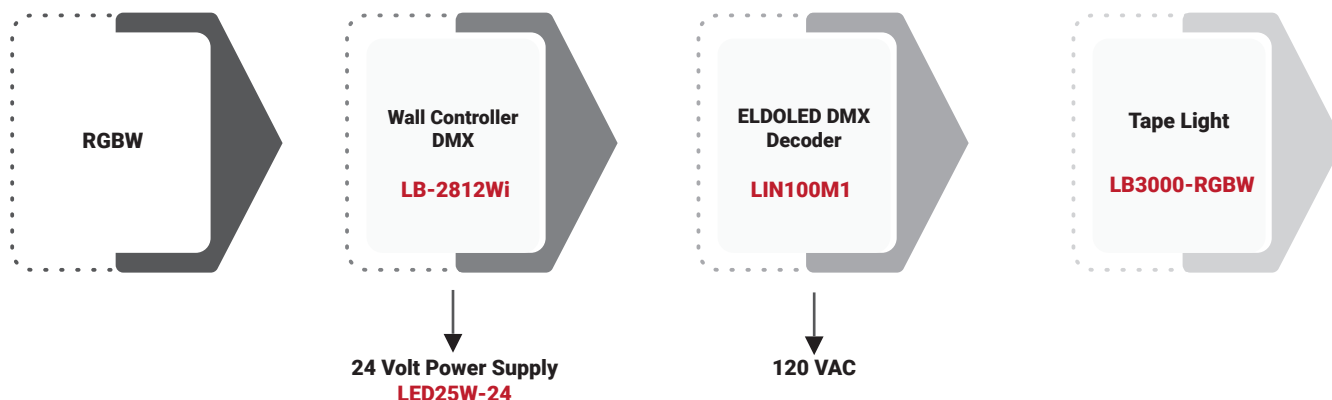 RGBW
Wall Controller
DMX
LB-2812Wi
ELDOLED DMX
Decoder
LIN100M1
Tape Light
LB3000-RGBW
24 Volt Power Supply
LED25W-24
120 VAC